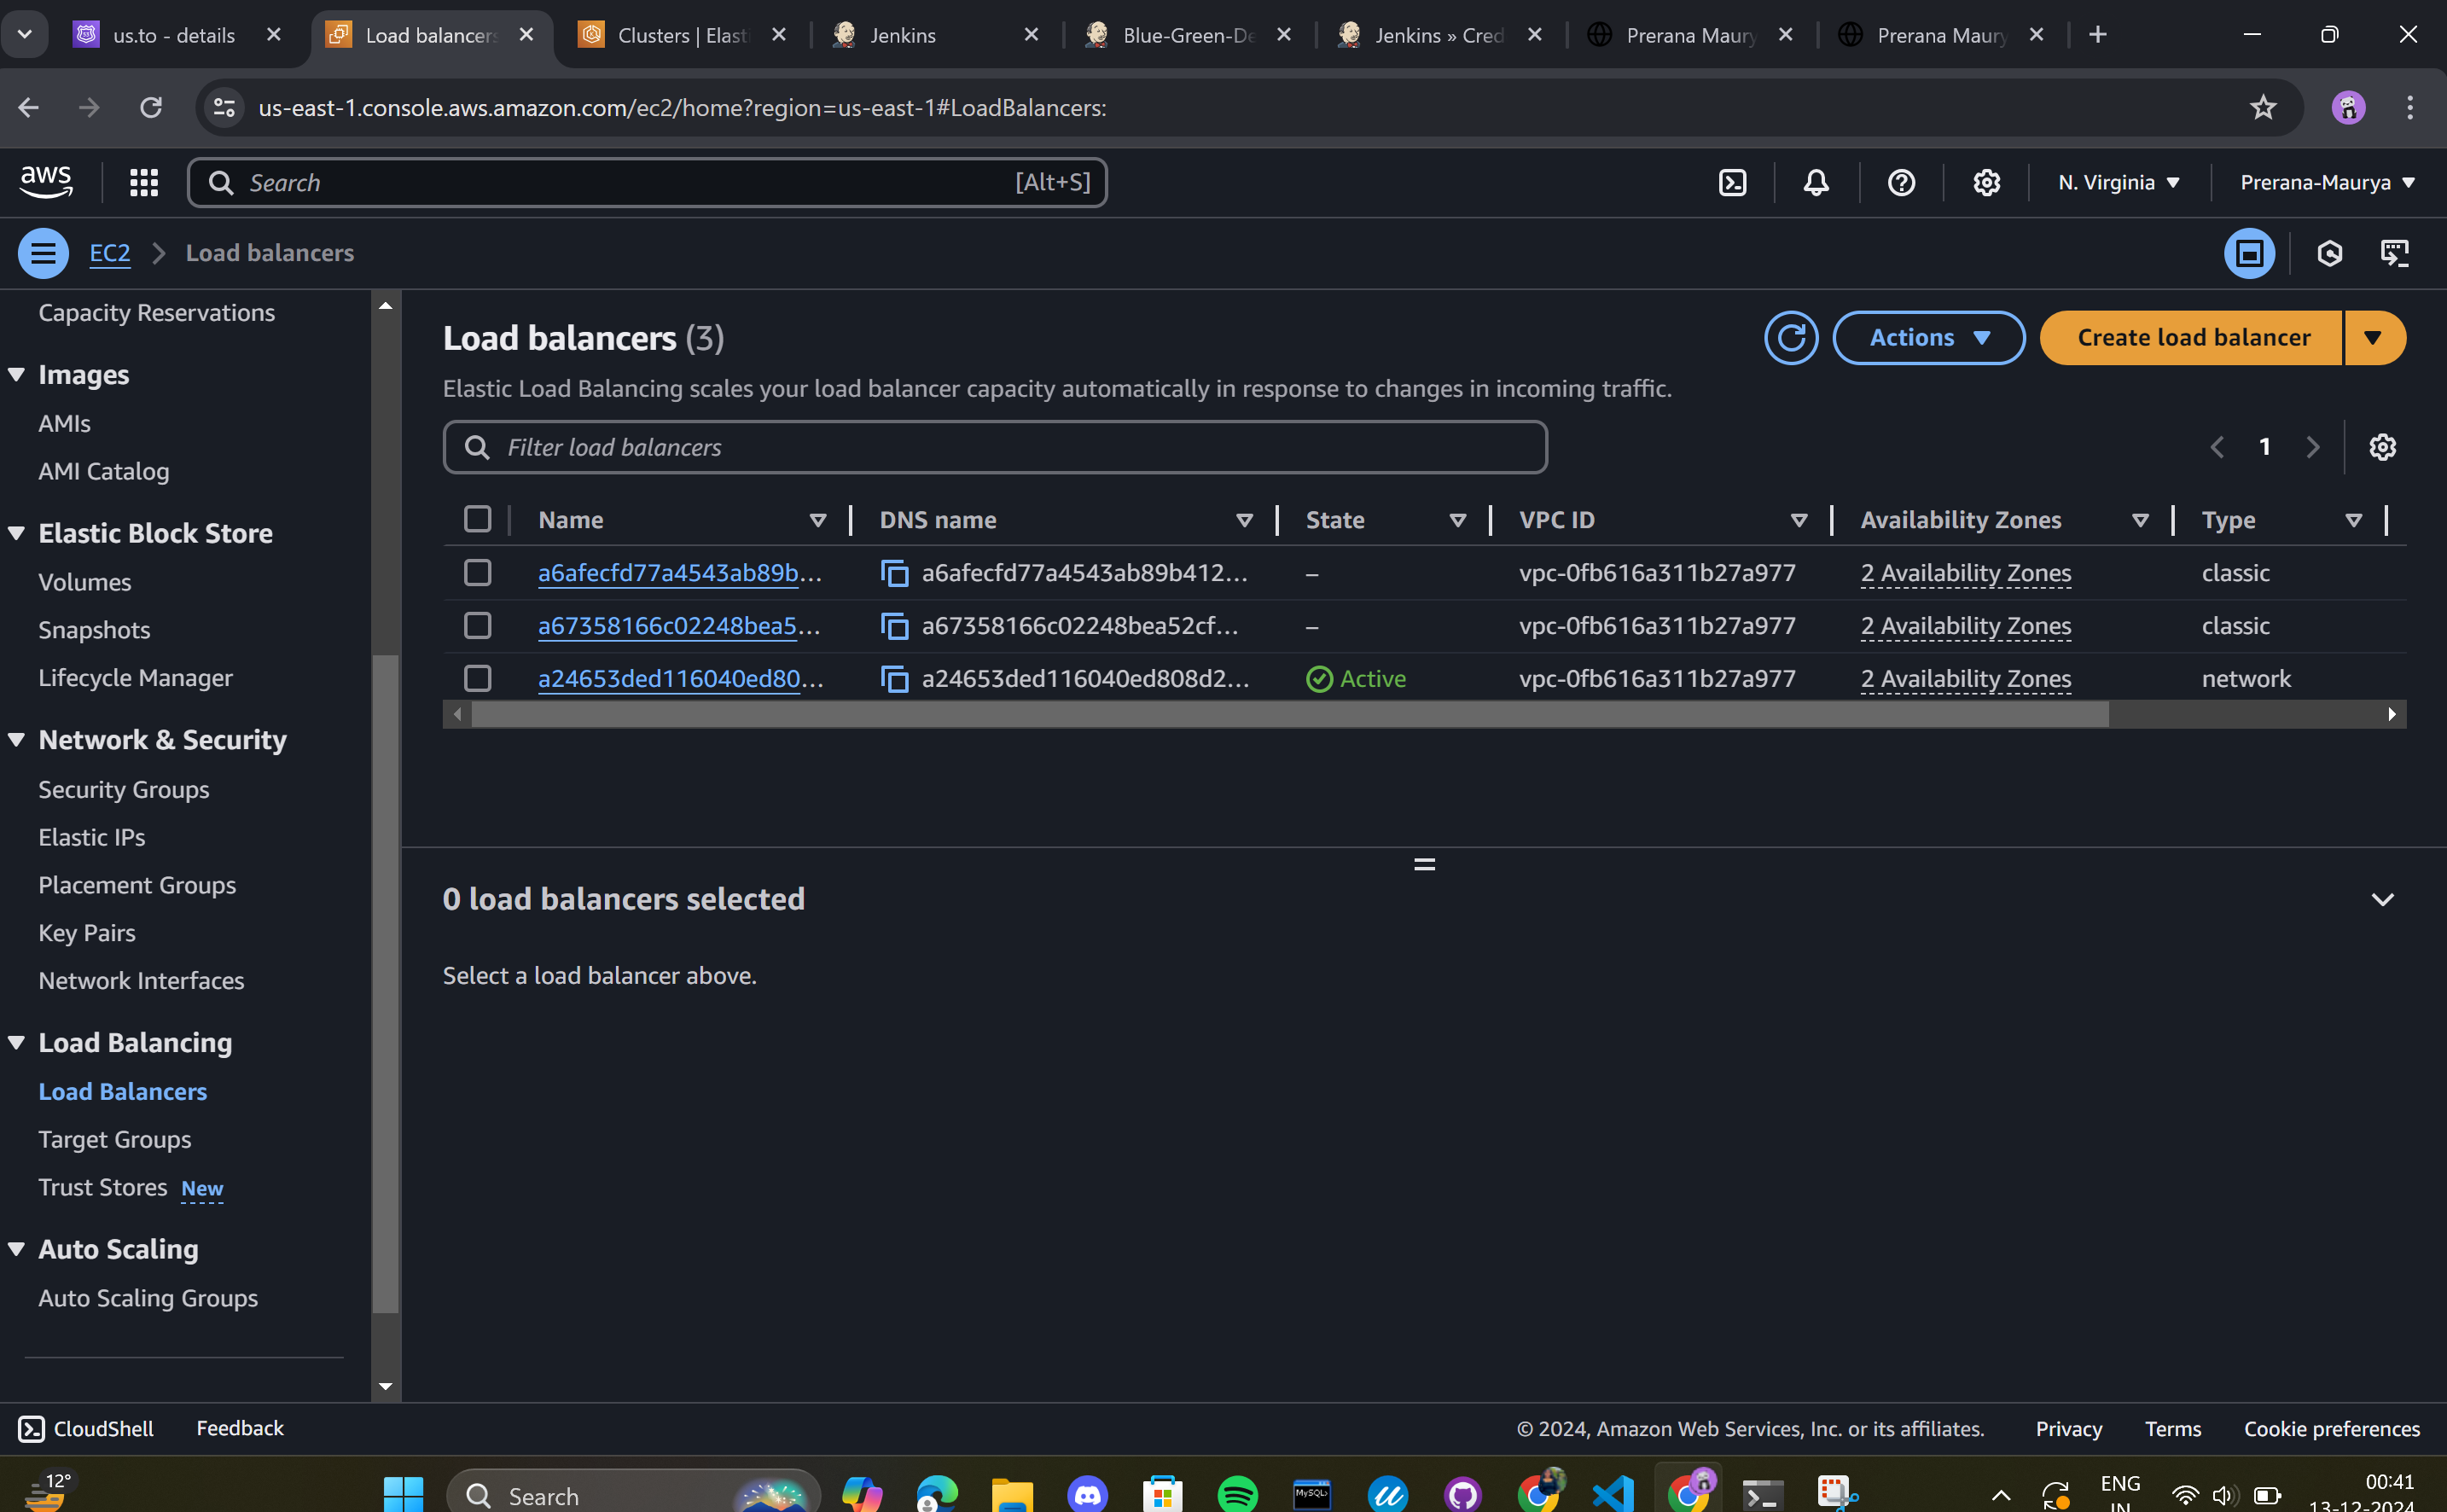 us.to - details
Load balancers
Clusters | Elast
Jenkins
Blue-Green-De
Jenkins » Cred
Prerana Maury
Prerana Maury
us-east-1.console.aws.amazon.com/ec2/home?region=us-east-1#LoadBalancers:
aws
Search
[Alt+S]
N. Virginia
Prerana-Maurya
EC2
Load balancers
Capacity Reservations
Images
AMIs
AMI Catalog
Elastic Block Store
Volumes
Snapshots
Lifecycle Manager
Network & Security
Security Groups
Elastic IPs
Placement Groups
Key Pairs
Network Interfaces
Load Balancing
Load Balancers
Target Groups
Trust Stores New
Auto Scaling
Auto Scaling Groups
Load balancers (3)
Actions
Create load balancer
Elastic Load Balancing scales your load balancer capacity automatically in response to changes in incoming traffic.
Filter load balancers
1
Name DNS name State VPC ID Availability Zones Type
a6afecfd77a4543ab89b... a6afecfd77a4543ab89b412... – vpc-0fb616a311b27a977 2 Availability Zones classic
a67358166c02248bea5... a67358166c02248bea52cf... – vpc-0fb616a311b27a977 2 Availability Zones classic
a24653ded116040ed80... a24653ded116040ed808d2... Active vpc-0fb616a311b27a977 2 Availability Zones network
0 load balancers selected
Select a load balancer above.
CloudShell
Feedback
© 2024, Amazon Web Services, Inc. or its affiliates.
Privacy
Terms
Cookie preferences
12°
Search
MySQL
ENG
IN
00:41
13-12-2024